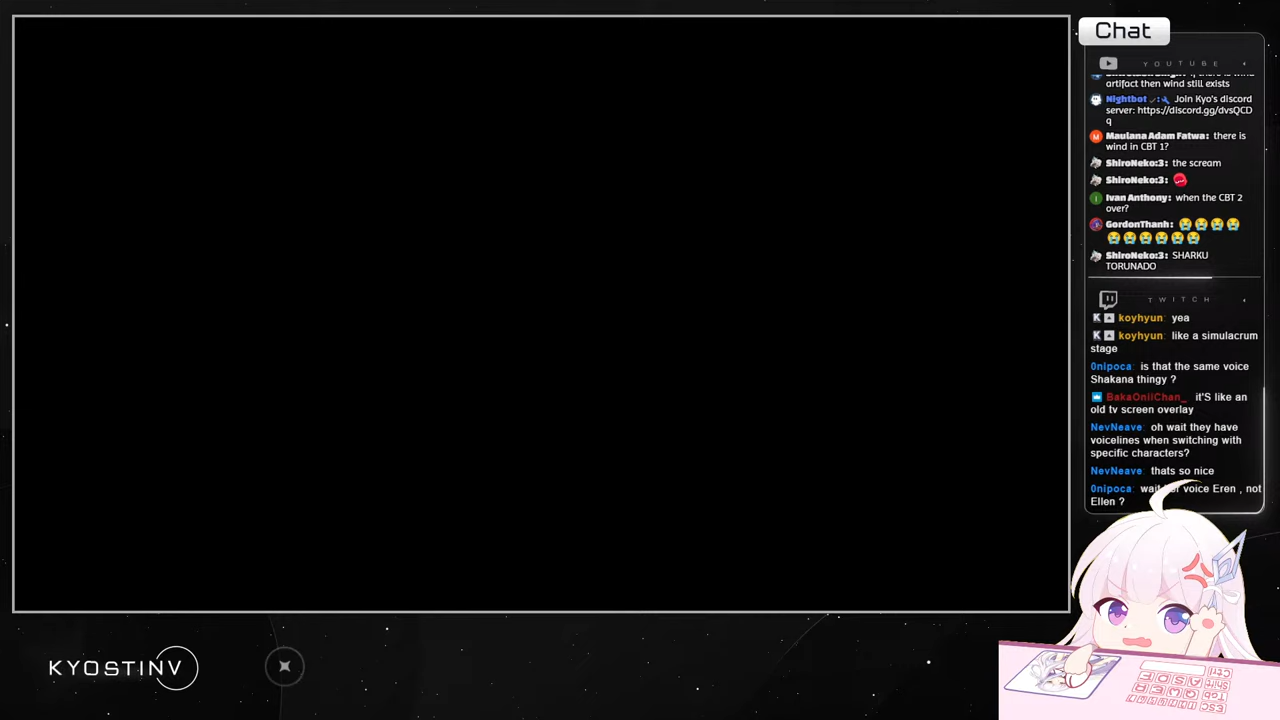 Chat
YOUTUBE
artifact then wind still exists
Nightbot : Join Kyo's discord
server: https://discord.gg/dvsQCD
q
Maulana Adam Fatwa: there is
wind in CBT 1?
ShiroNeko:3: the scream
ShiroNeko:3:
Ivan Anthony: when the CBT 2
over?
GordonThanh:
ShiroNeko:3: SHARKU
TORUNADO
TWITCH
koyhyun: yea
koyhyun: like a simulacrum
stage
0nipoca: is that the same voice
Shakana thingy ?
BakaOniiChan_ it'S like an
old tv screen overlay
NevNeave: oh wait they have
voicelines when switching with
specific characters?
NevNeave: thats so nice
0nipoca: voice Eren , not
Ellen ?
KYOSTINV
Ctrl
Shift A S D F
Tab Q W E R
ESC